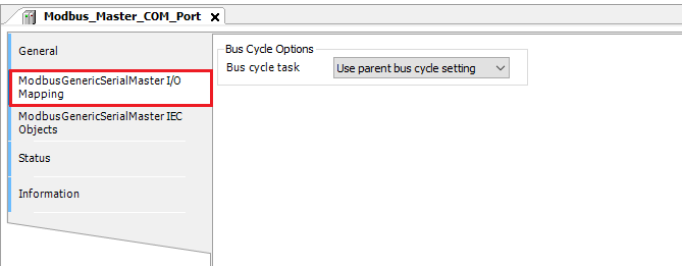 Modbus_Master_COM_Port
General
ModbusGenericSerialMaster I/O
Mapping
ModbusGenericSerialMaster IEC
Objects
Status
Information
Bus Cycle Options
Bus cycle task
Use parent bus cycle setting